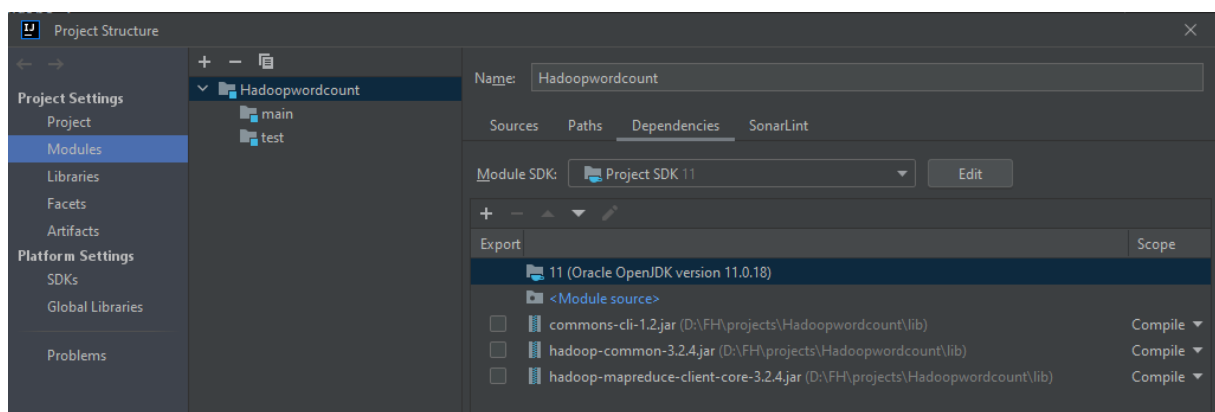 Project Structure
Project Settings
Project
Modules
Libraries
Facets
Artifacts
Platform Settings
SDKs
Global Libraries
Problems
Hadoopwordcount
main
test
Name: Hadoopwordcount
Sources Paths Dependencies SonarLint
Module SDK: Project SDK 11 Edit
Export Scope
11 (Oracle OpenJDK version 11.0.18)
<Module source>
commons-cli-1.2.jar (D:\FH\projects\Hadoopwordcount\lib) Compile
hadoop-common-3.2.4.jar (D:\FH\projects\Hadoopwordcount\lib) Compile
hadoop-mapreduce-client-core-3.2.4.jar (D:\FH\projects\Hadoopwordcount\lib) Compile